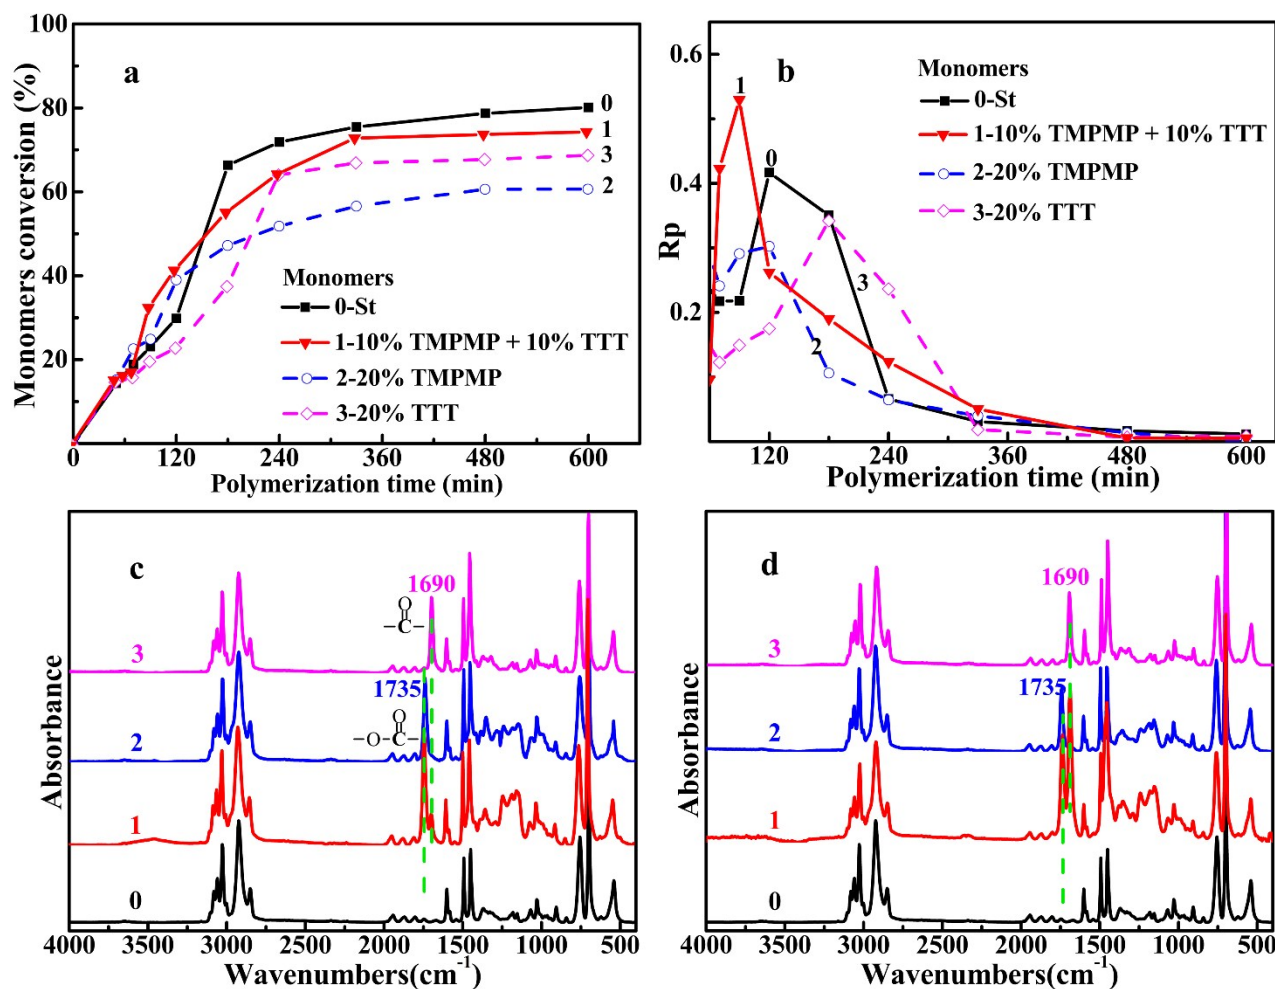 a
Monomers conversion (%)
100
80
60
40
20
0
0
120
240
360
480
600
Polymerization time (min)
0
1
3
2
Monomers
0-St
1-10% TMPMP + 10% TTT
2-20% TMPMP
3-20% TTT
b
Rp
0.6
0.4
0.2
120
240
360
480
600
Polymerization time (min)
1
0
3
2
Monomers
0-St
1-10% TMPMP + 10% TTT
2-20% TMPMP
3-20% TTT
c
Absorbance
3
2
1
0
1690
O
-C-
1735
O
-O-C-
4000
3500
3000
2500
2000
1500
1000
500
Wavenumbers(cm-1)
d
Absorbance
3
2
1
0
1690
1735
4000
3500
3000
2500
2000
1500
1000
500
Wavenumbers(cm-1)